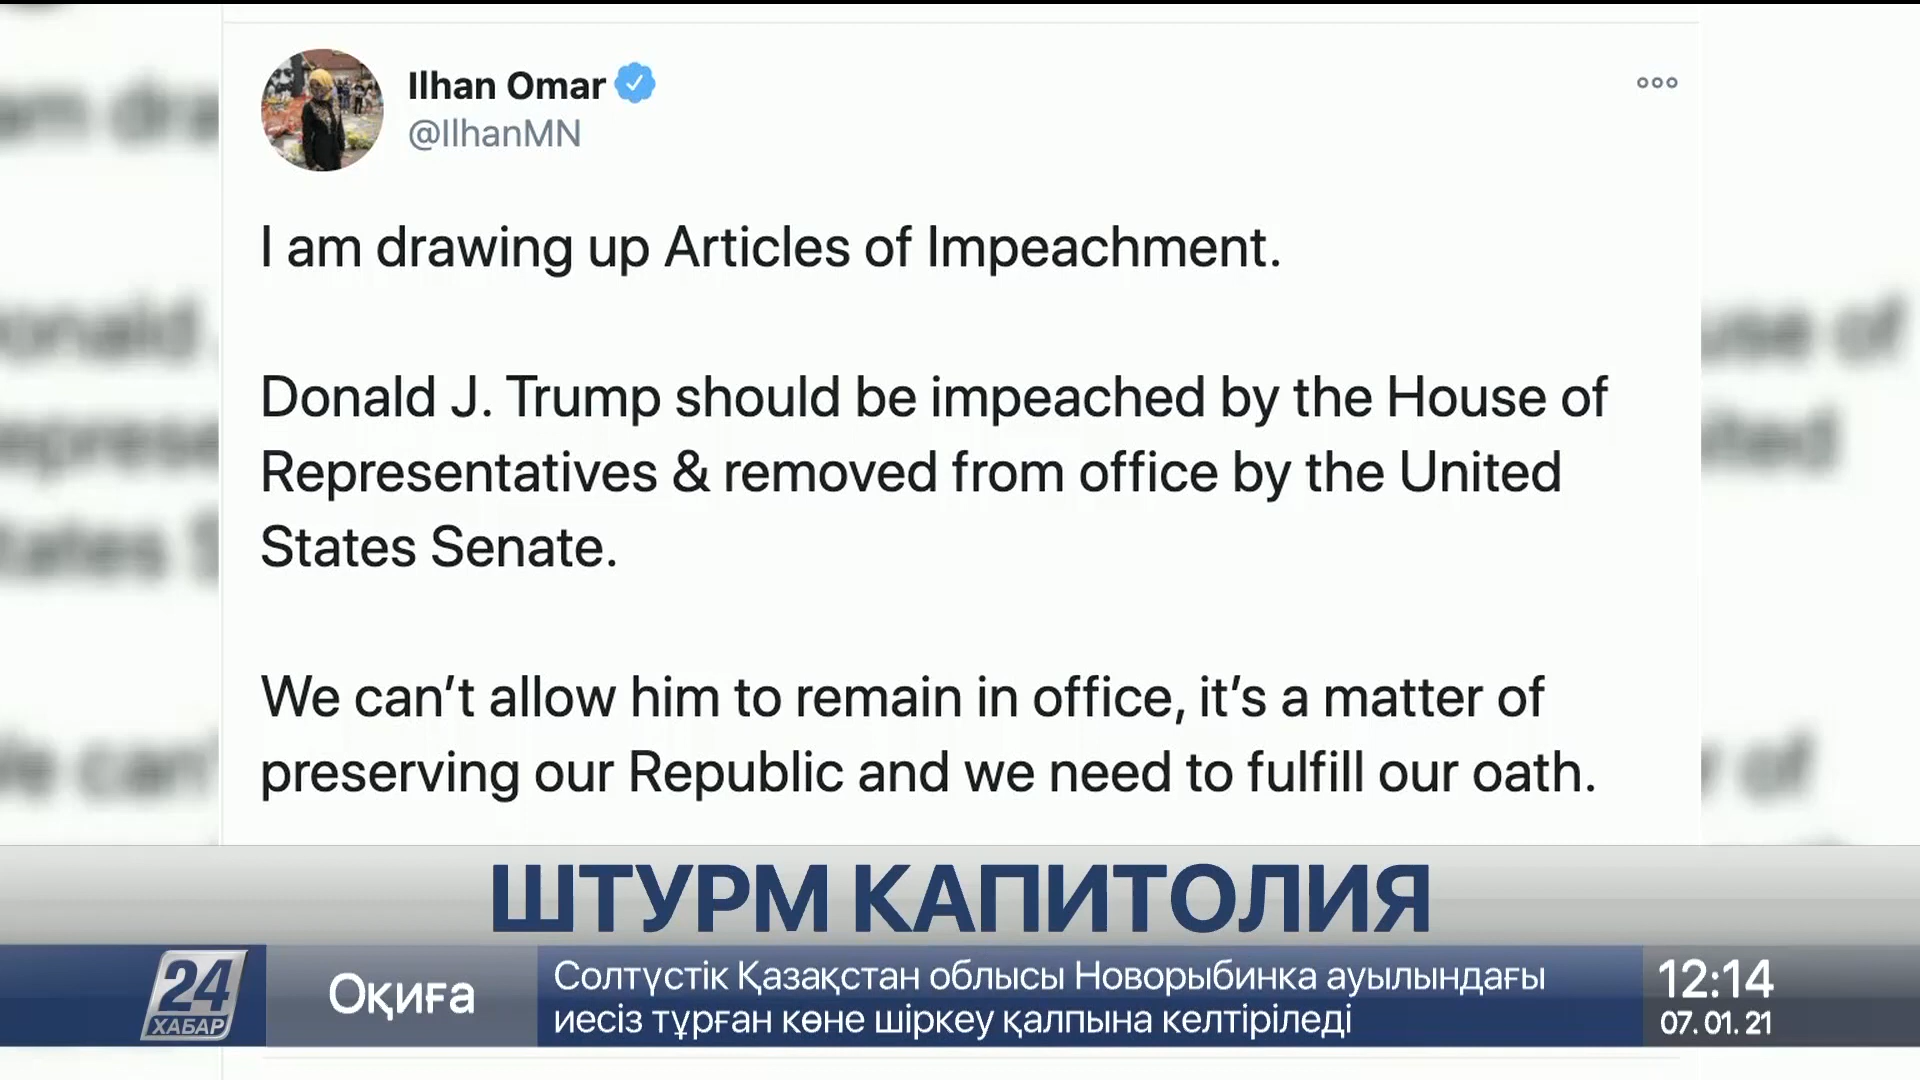 Ilhan Omar
@IlhanMN
I am drawing up Articles of Impeachment.
Donald J. Trump should be impeached by the House of
Representatives & removed from office by the United
States Senate.
We can’t allow him to remain in office, it’s a matter of
preserving our Republic and we need to fulfill our oath.
ШТУРМ КАПИТОЛИЯ
24
ХАБАР
Оқиға
Солтүстік Қазақстан облысы Новорыбинка ауылындағы
иесіз тұрған көне шіркеу қалпына келтіріледі
12:14
07.01.21